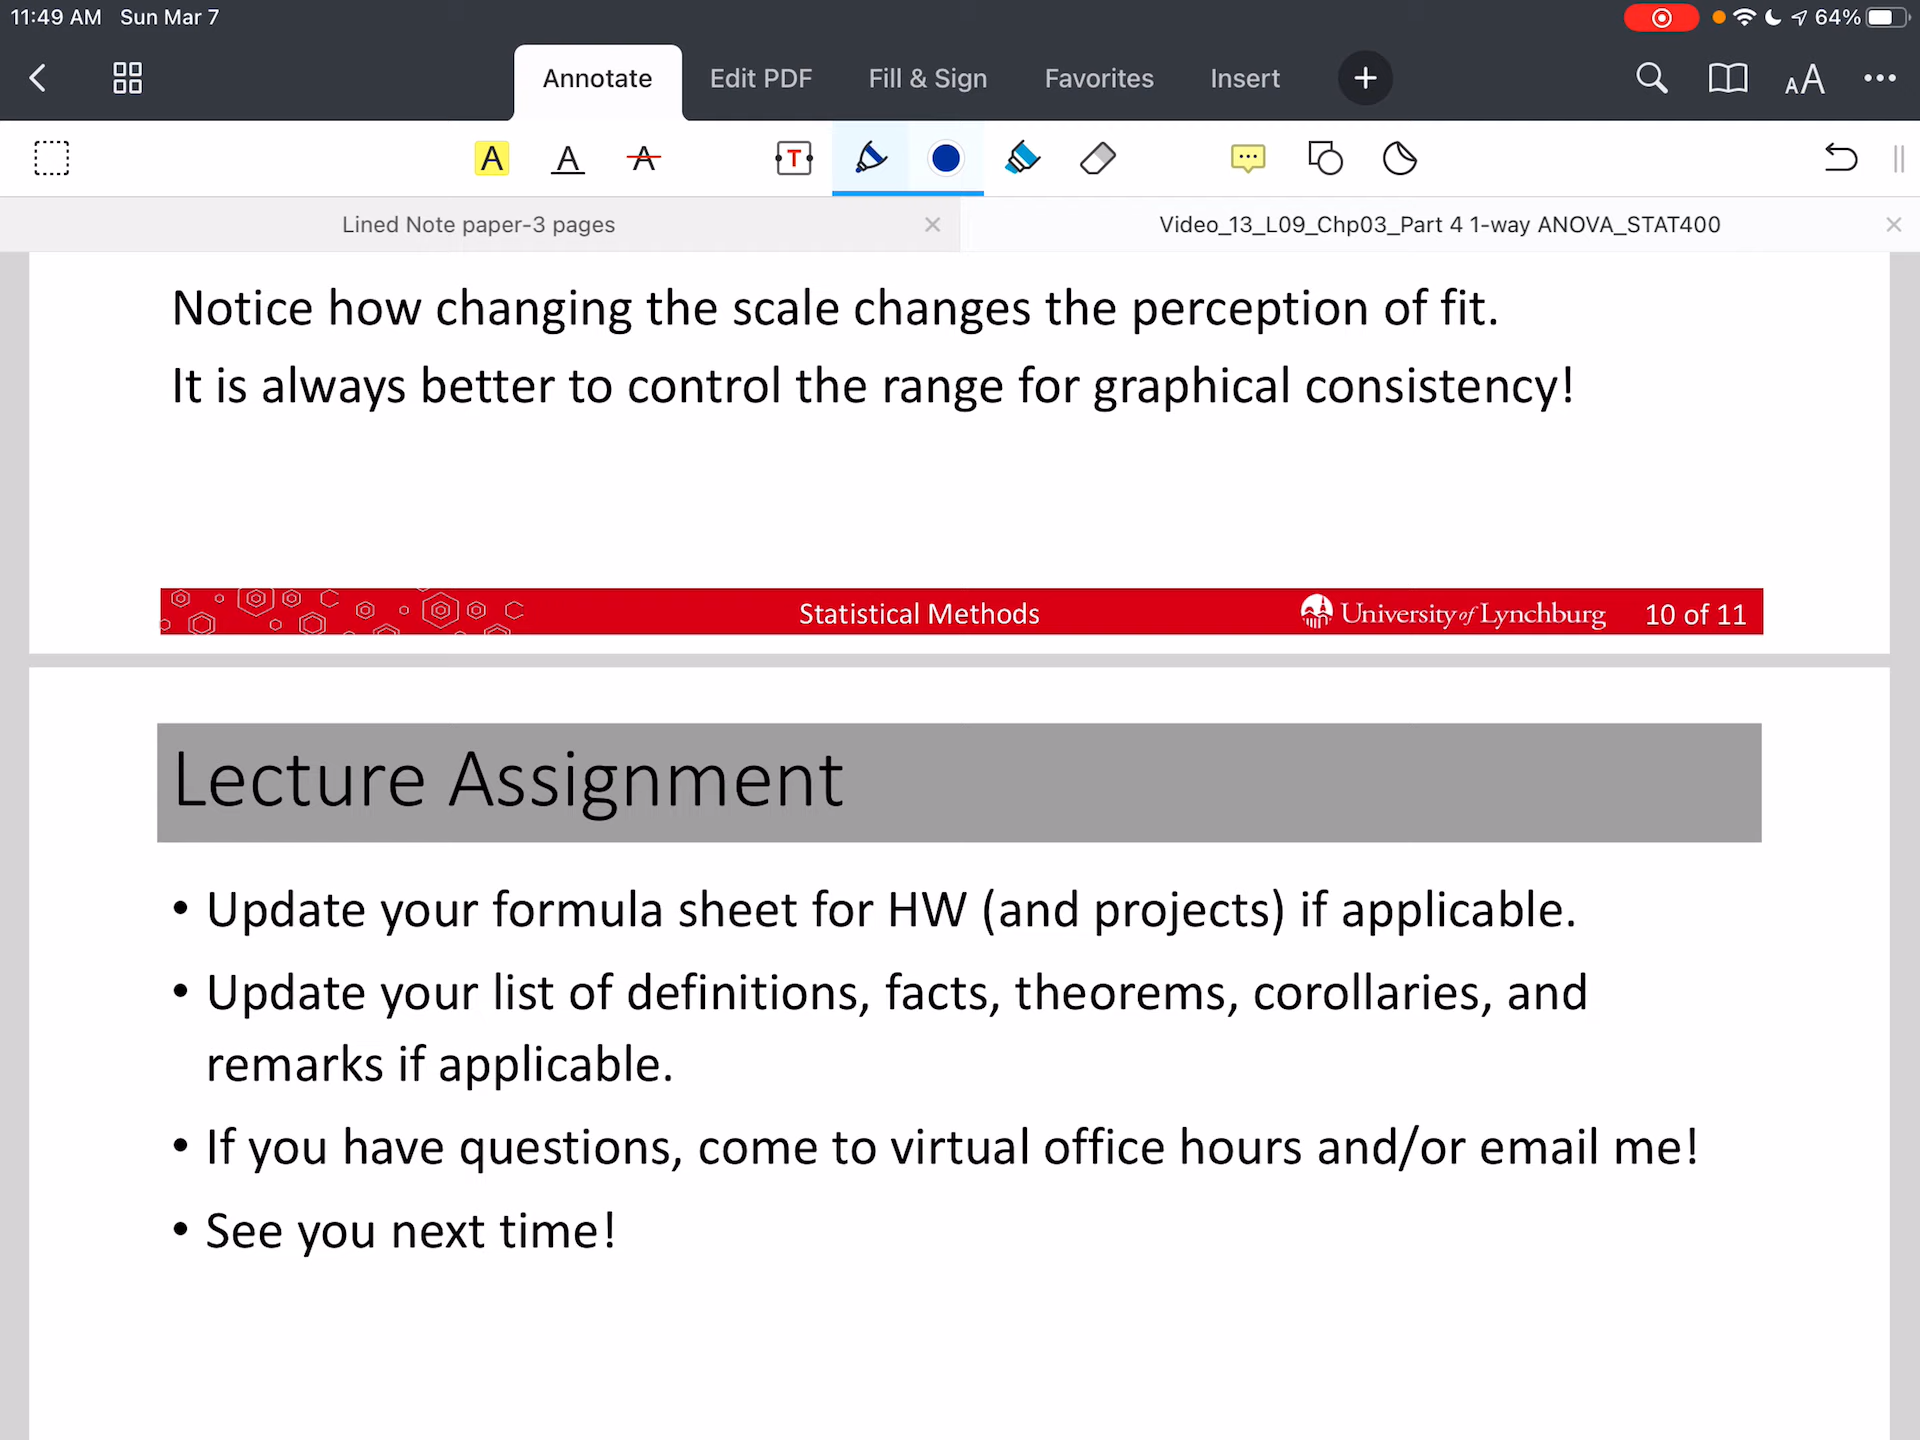 11:49 AM Sun Mar 7
64%
Annotate Edit PDF Fill & Sign Favorites Insert
AA
A A A T
Lined Note paper-3 pages
Video_13_L09_Chp03_Part 4 1-way ANOVA_STAT400
Notice how changing the scale changes the perception of fit.
It is always better to control the range for graphical consistency!
Statistical Methods
University of Lynchburg
10 of 11
Lecture Assignment
• Update your formula sheet for HW (and projects) if applicable.
• Update your list of definitions, facts, theorems, corollaries, and
remarks if applicable.
• If you have questions, come to virtual office hours and/or email me!
• See you next time!